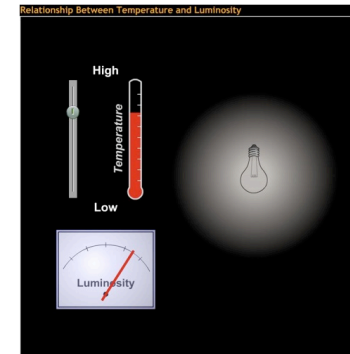 Relationship Between Temperature and Luminosity
High
Temperature
Low
Luminosity